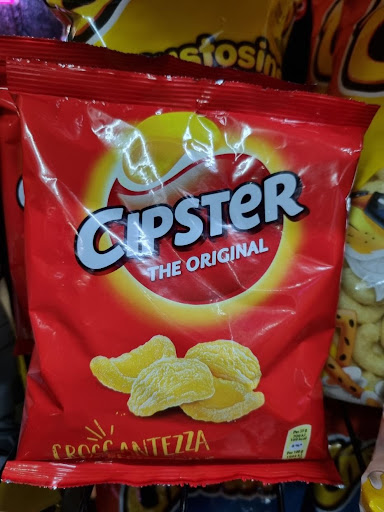 CIPSTER
THE ORIGINAL
CROCCANTEZZA